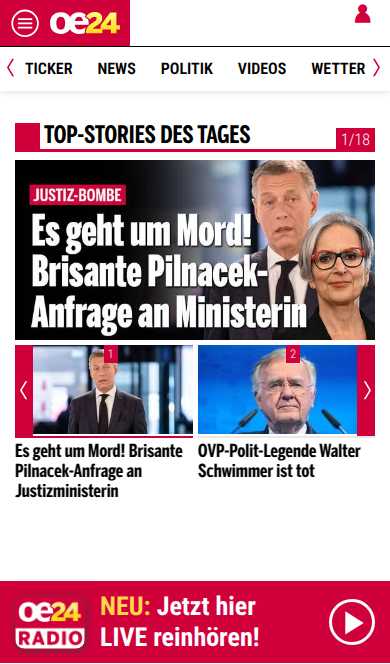 oe24
TICKER NEWS POLITIK VIDEOS WETTER
TOP-STORIES DES TAGES
1/18
JUSTIZ-BOMBE
Es geht um Mord!
Brisante Pilnacek-
Anfrage an Ministerin
1
2
Es geht um Mord! Brisante
Pilnacek-Anfrage an
Justizministerin
ÖVP-Polit-Legende Walter
Schwimmer ist tot
oe24
RADIO
NEU: Jetzt hier
LIVE reinhören!